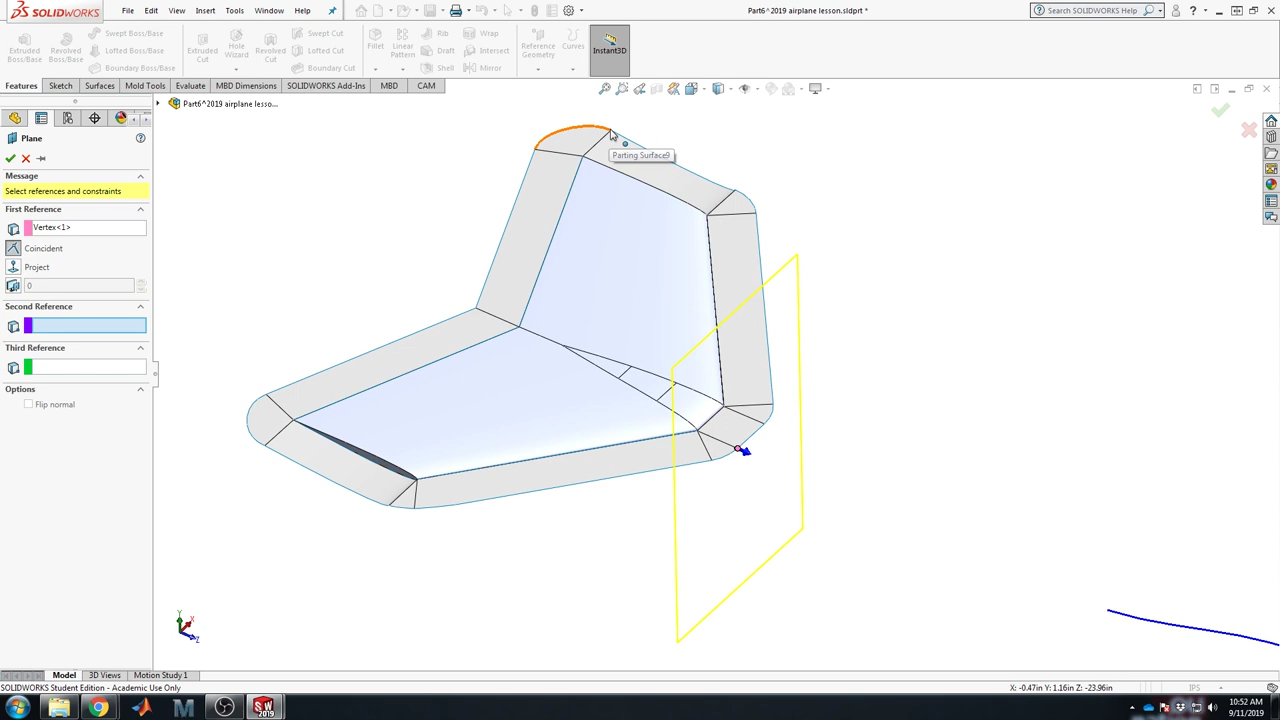 SOLIDWORKS File Edit View Insert Tools Window Help Part6^2019 airplane lesson.sldprt * Search SOLIDWORKS Help
Extruded Boss/Base
Revolved Boss/Base
Swept Boss/Base
Lofted Boss/Base
Boundary Boss/Base
Extruded Cut
Hole Wizard
Revolved Cut
Swept Cut
Lofted Cut
Boundary Cut
Fillet
Linear Pattern
Rib
Draft
Shell
Wrap
Intersect
Mirror
Reference Geometry
Curves
Instant3D
Features Sketch Surfaces Mold Tools Evaluate MBD Dimensions SOLIDWORKS Add-Ins MBD CAM
Part6^2019 airplane lesso...
Plane
Message
Select references and constraints
First Reference
Vertex<1>
Coincident
Project
0
Second Reference
Third Reference
Options
Flip normal
Parting Surface9
Y
X
Z
Model 3D Views Motion Study 1
SOLIDWORKS Student Edition - Academic Use Only X: -0.47in Y: 1.16in Z: -23.96in IPS
SW
2019
10:52 AM
9/11/2019